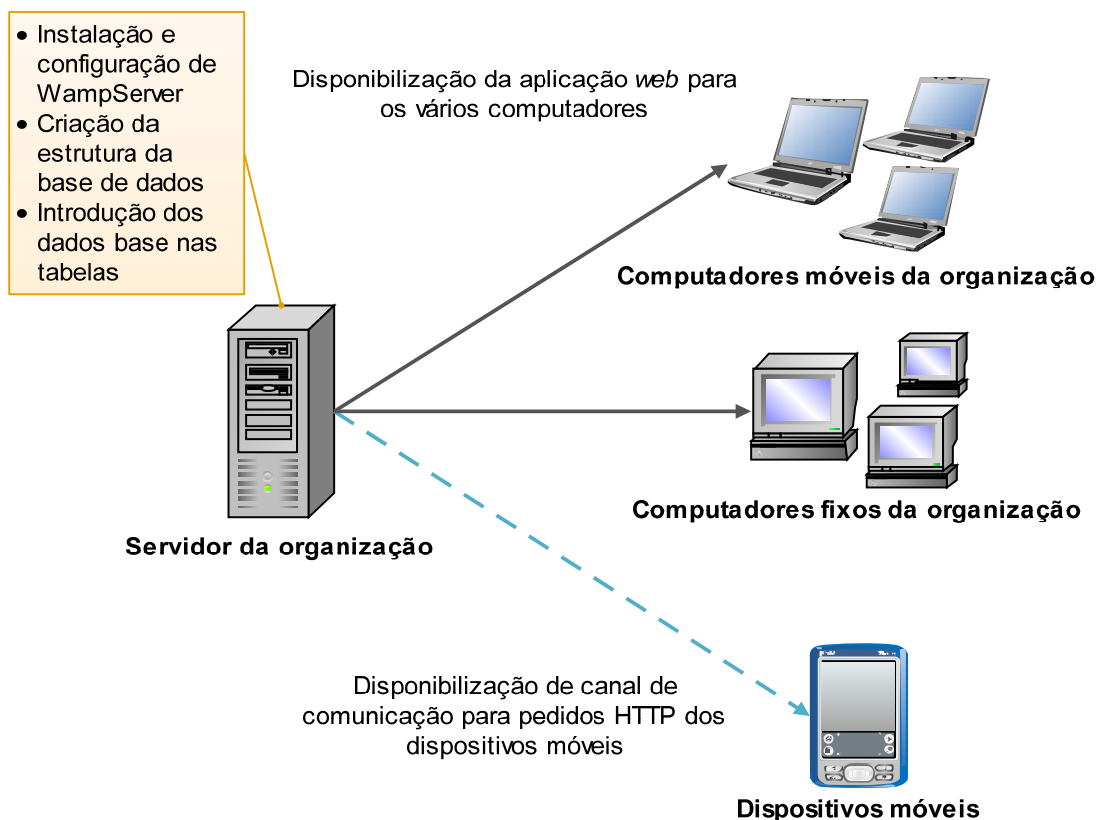 • Instalação e
configuração de
WampServer
• Criação da
estrutura da
base de dados
• Introdução dos
dados base nas
tabelas
Disponibilização da aplicação web para
os vários computadores
Computadores móveis da organização
Computadores fixos da organização
Servidor da organização
Disponibilização de canal de
comunicação para pedidos HTTP dos
dispositivos móveis
Dispositivos móveis